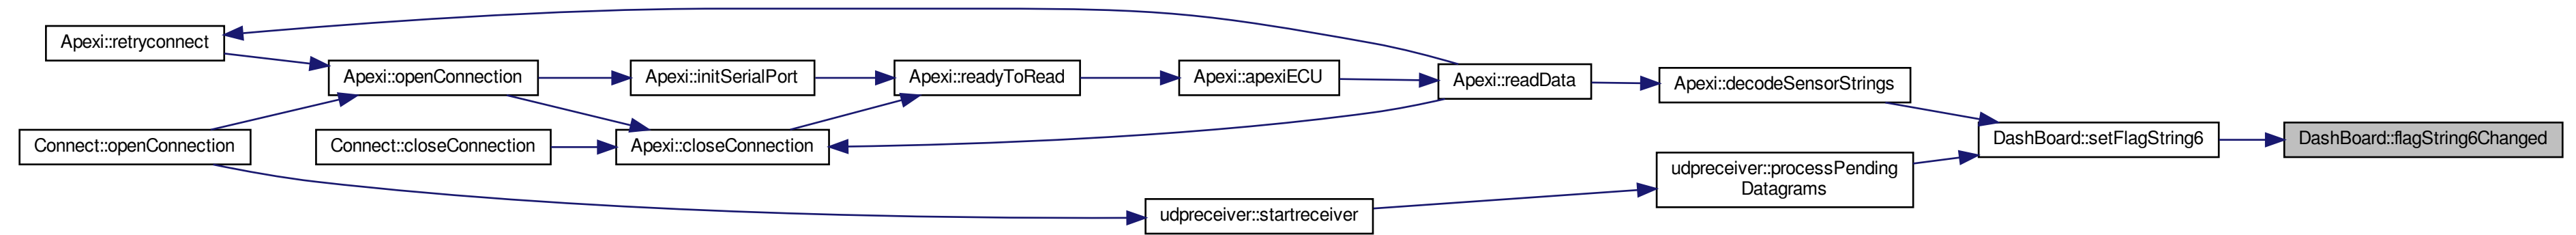 Apexi::retryconnect
Apexi::openConnection
Apexi::initSerialPort
Apexi::readyToRead
Apexi::apexiECU
Apexi::readData
Apexi::decodeSensorStrings
Connect::openConnection
Connect::closeConnection
Apexi::closeConnection
DashBoard::setFlagString6
DashBoard::flagString6Changed
udpreceiver::processPending
Datagrams
udpreceiver::startreceiver